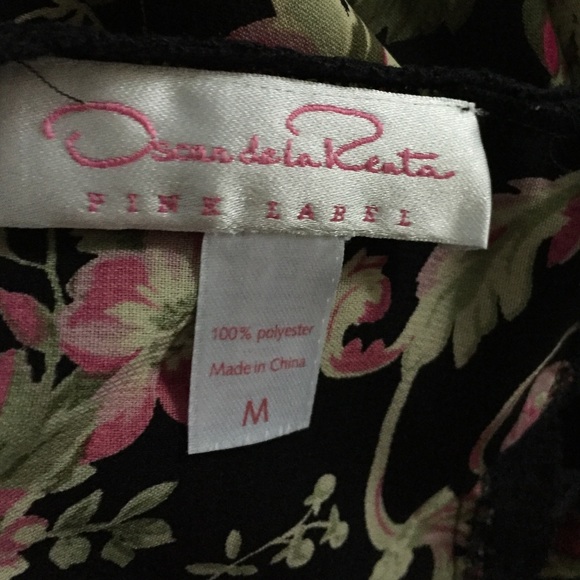 Oscar de la Renta
PINK LABEL
100% polyester
Made in China
M